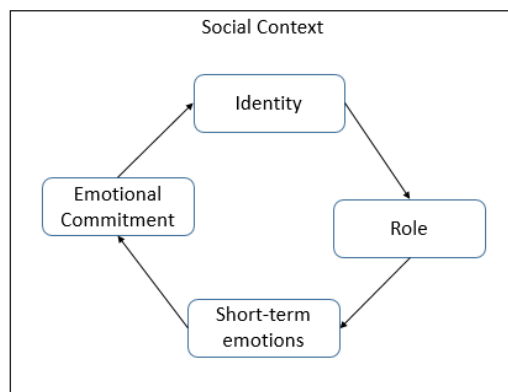 Social Context
Identity
Emotional
Commitment
Role
Short-term
emotions